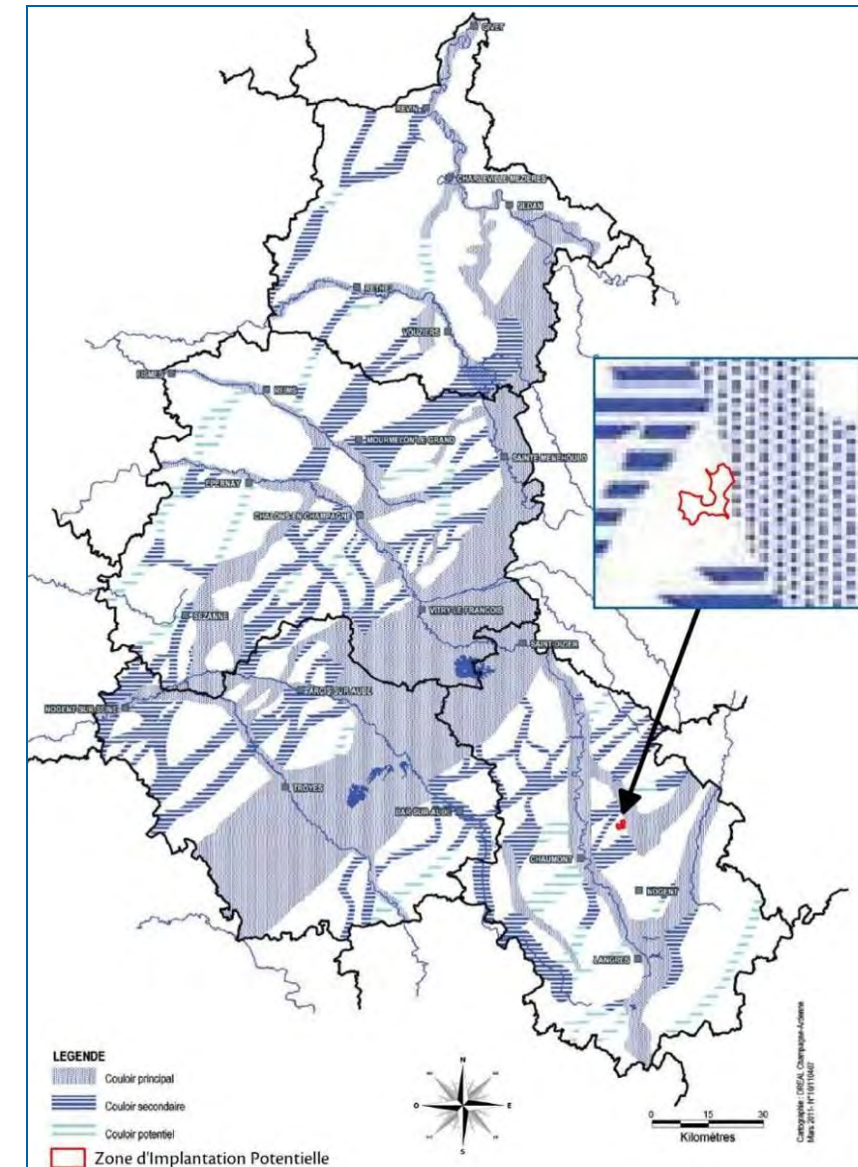 GIVET
REVIN
CHARLEVILLE-MEZIERES
SEDAN
RETHEL
VOUZIERS
FISMES
REIMS
MOURMELON LE GRAND
SAINTE MENEHOULD
EPERNAY
CHALONS EN CHAMPAGNE
VITRY LE FRANCOIS
SEZANNE
SAINT-DIZIER
ARCIS SUR AUBE
NOGENT SUR SEINE
TROYES
BAR SUR AUBE
CHAUMONT
NOGENT
LANGRES
LEGENDE
Couloir principal
Couloir secondaire
Couloir potentiel
Zone d'Implantation Potentielle
N
O
E
S
0 15 30
Kilomètres
Cartographie : DREAL Champagne-Ardenne